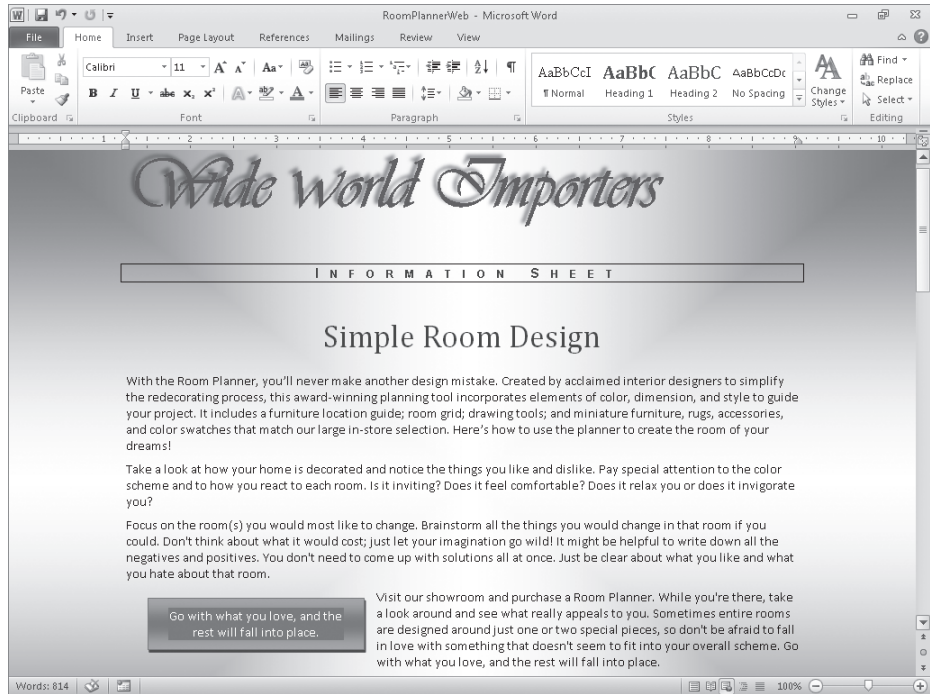 RoomPlannerWeb - Microsoft Word
File Home Insert Page Layout References Mailings Review View
Paste
Calibri 11 A A Aa
B I U abc x₂ x² A ab A
AaBbCcI AaBbC AaBbC AaBbCcDc
¶ Normal Heading 1 Heading 2 No Spacing
Change Styles
Find
Replace
Select
Clipboard Font Paragraph Styles Editing
1 2 3 4 5 6 7 8 9 10
Wide World Importers
INFORMATION SHEET
Simple Room Design
With the Room Planner, you'll never make another design mistake. Created by acclaimed interior designers to simplify
the redecorating process, this award-winning planning tool incorporates elements of color, dimension, and style to guide
your project. It includes a furniture location guide; room grid; drawing tools; and miniature furniture, rugs, accessories,
and color swatches that match our large in-store selection. Here's how to use the planner to create the room of your
dreams!
Take a look at how your home is decorated and notice the things you like and dislike. Pay special attention to the color
scheme and to how you react to each room. Is it inviting? Does it feel comfortable? Does it relax you or does it invigorate
you?
Focus on the room(s) you would most like to change. Brainstorm all the things you would change in that room if you
could. Don't think about what it would cost; just let your imagination go wild! It might be helpful to write down all the
negatives and positives. You don't need to come up with solutions all at once. Just be clear about what you like and what
you hate about that room.
Go with what you love, and the
rest will fall into place.
Visit our showroom and purchase a Room Planner. While you're there, take
a look around and see what really appeals to you. Sometimes entire rooms
are designed around just one or two special pieces, so don't be afraid to fall
in love with something that doesn't seem to fit into your overall scheme. Go
with what you love, and the rest will fall into place.
Words: 814 100%